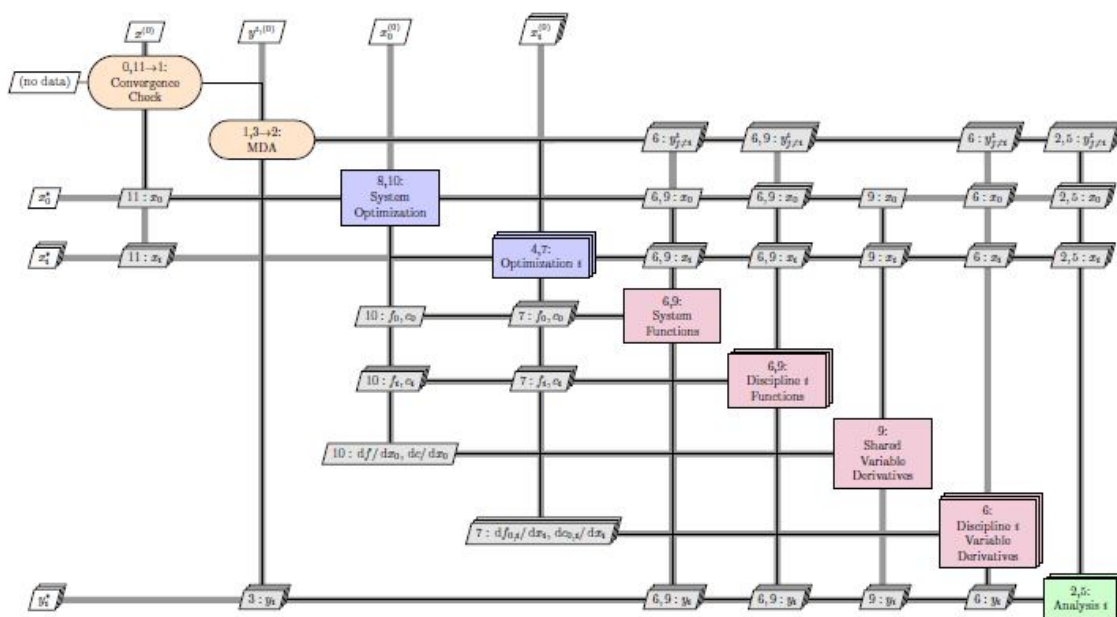 x^(0)
y^t,(0)
x_0^(0)
x_i^(0)
(no data)
0,11→1:
Convergence
Check
1,3→2:
MDA
6 : y^t_{j≠i}
6, 9 : y^t_{j≠i}
6 : y^t_{j≠i}
2, 5 : y^t_{j≠i}
x_0^*
11 : x_0
8,10:
System
Optimization
6, 9 : x_0
6, 9 : x_0
9 : x_0
6 : x_0
2, 5 : x_0
x_i^*
11 : x_i
4,7:
Optimization i
6, 9 : x_i
6, 9 : x_i
9 : x_i
6 : x_i
2, 5 : x_i
10 : f_0, c_0
7 : f_0, c_0
6,9:
System
Functions
10 : f_i, c_i
7 : f_i, c_i
6,9:
Discipline i
Functions
10 : df/dx_0, dc/dx_0
9:
Shared
Variable
Derivatives
7 : df_{0,i}/dx_i, dc_{0,i}/dx_i
6:
Discipline i
Variable
Derivatives
y_i^*
3 : y_i
6, 9 : y_i
6, 9 : y_i
9 : y_i
6 : y_i
2,5:
Analysis i